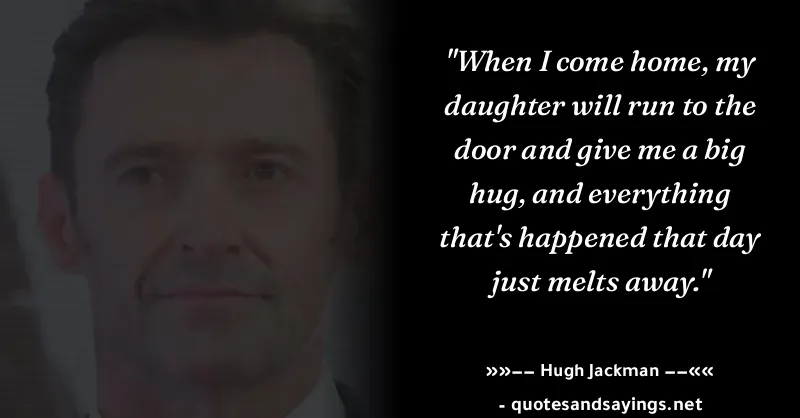 "When I come home, my
daughter will run to the
door and give me a big
hug, and everything
that's happened that day
just melts away."
»»−− Hugh Jackman −−««
- quotesandsayings.net